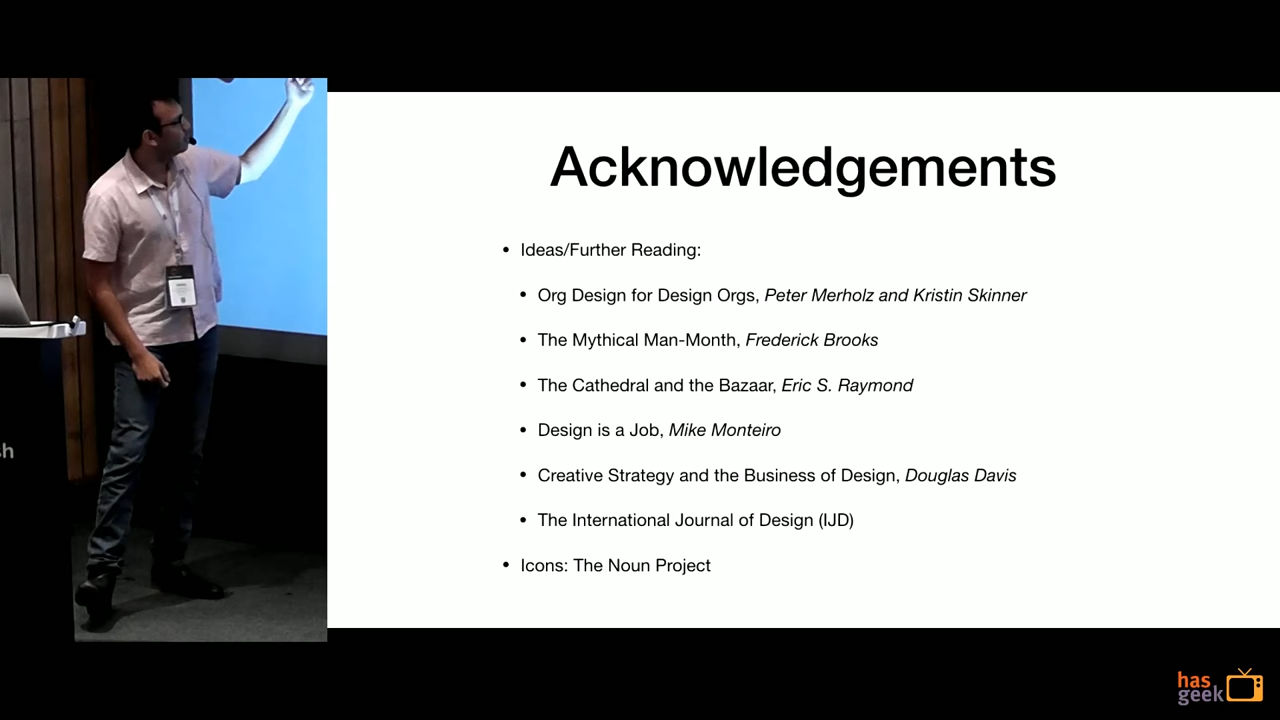 Acknowledgements
• Ideas/Further Reading:
• Org Design for Design Orgs, Peter Merholz and Kristin Skinner
• The Mythical Man-Month, Frederick Brooks
• The Cathedral and the Bazaar, Eric S. Raymond
• Design is a Job, Mike Monteiro
• Creative Strategy and the Business of Design, Douglas Davis
• The International Journal of Design (IJD)
• Icons: The Noun Project
sh
has
geek